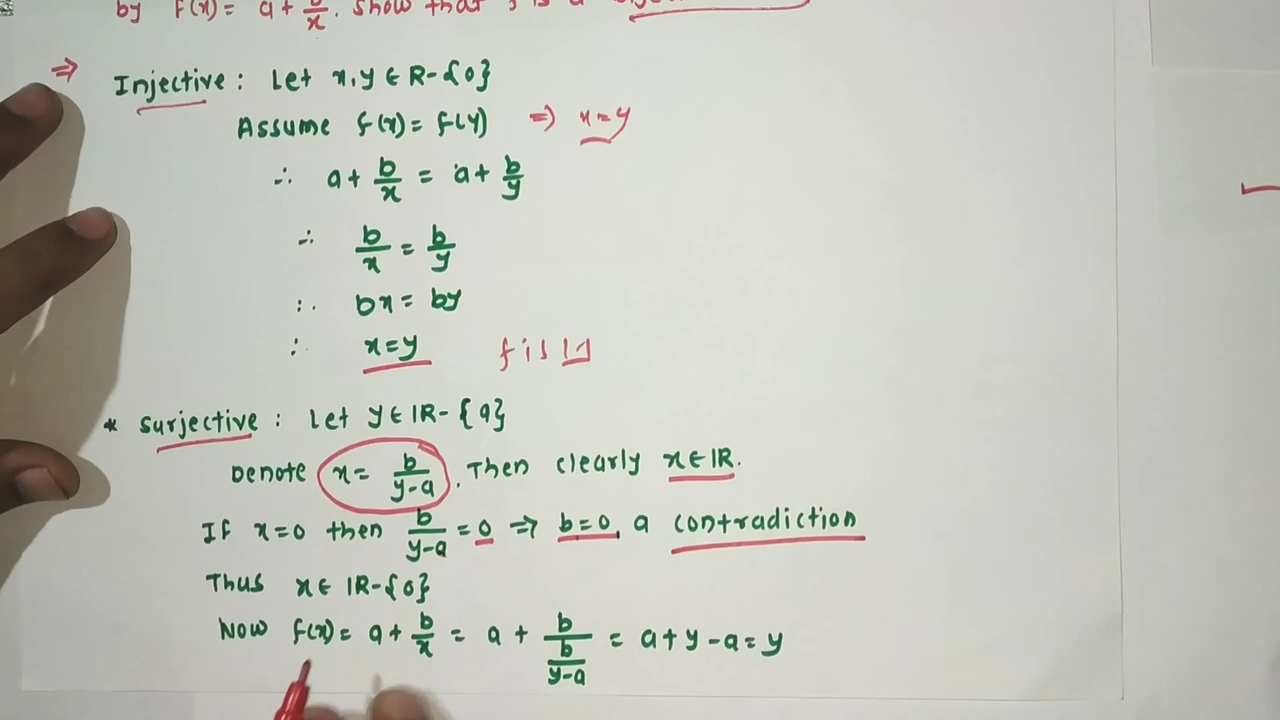 by f(x) = a + b/x. Show that f is a
⇒ Injective : Let x, y ∈ R-{0}
Assume f(x) = f(y) ⇒ x=y
∴ a + b/x = a + b/y
∴ b/x = b/y
∴ bx = by
∴ x=y f is 1-1
* Surjective : Let y ∈ IR-{a}
Denote x = b/(y-a). Then clearly x ∈ IR.
If x=0 then b/(y-a) = 0 ⇒ b=0, a contradiction
Thus x ∈ IR-{0}
Now f(x) = a + b/x = a + b/(b/(y-a)) = a+y-a = y